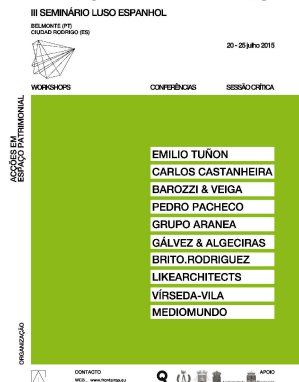 III SEMINÁRIO LUSO ESPANHOL
BELMONTE (PT)
CIUDAD RODRIGO (ES)
20 - 25 julho 2015
WORKSHOPS
CONFERÊNCIAS
SESSÃO CRÍTICA
ACÇÕES EM
ESPAÇO PATRIMONIAL
EMILIO TUÑON
CARLOS CASTANHEIRA
BAROZZI & VEIGA
PEDRO PACHECO
GRUPO ARANEA
GÁLVEZ & ALGECIRAS
BRITO.RODRIGUEZ
LIKEARCHITECTS
VÍRSEDA-VILA
MEDIOMUNDO
ORGANIZAÇÃO
CONTACTO
APOIO
WEB.